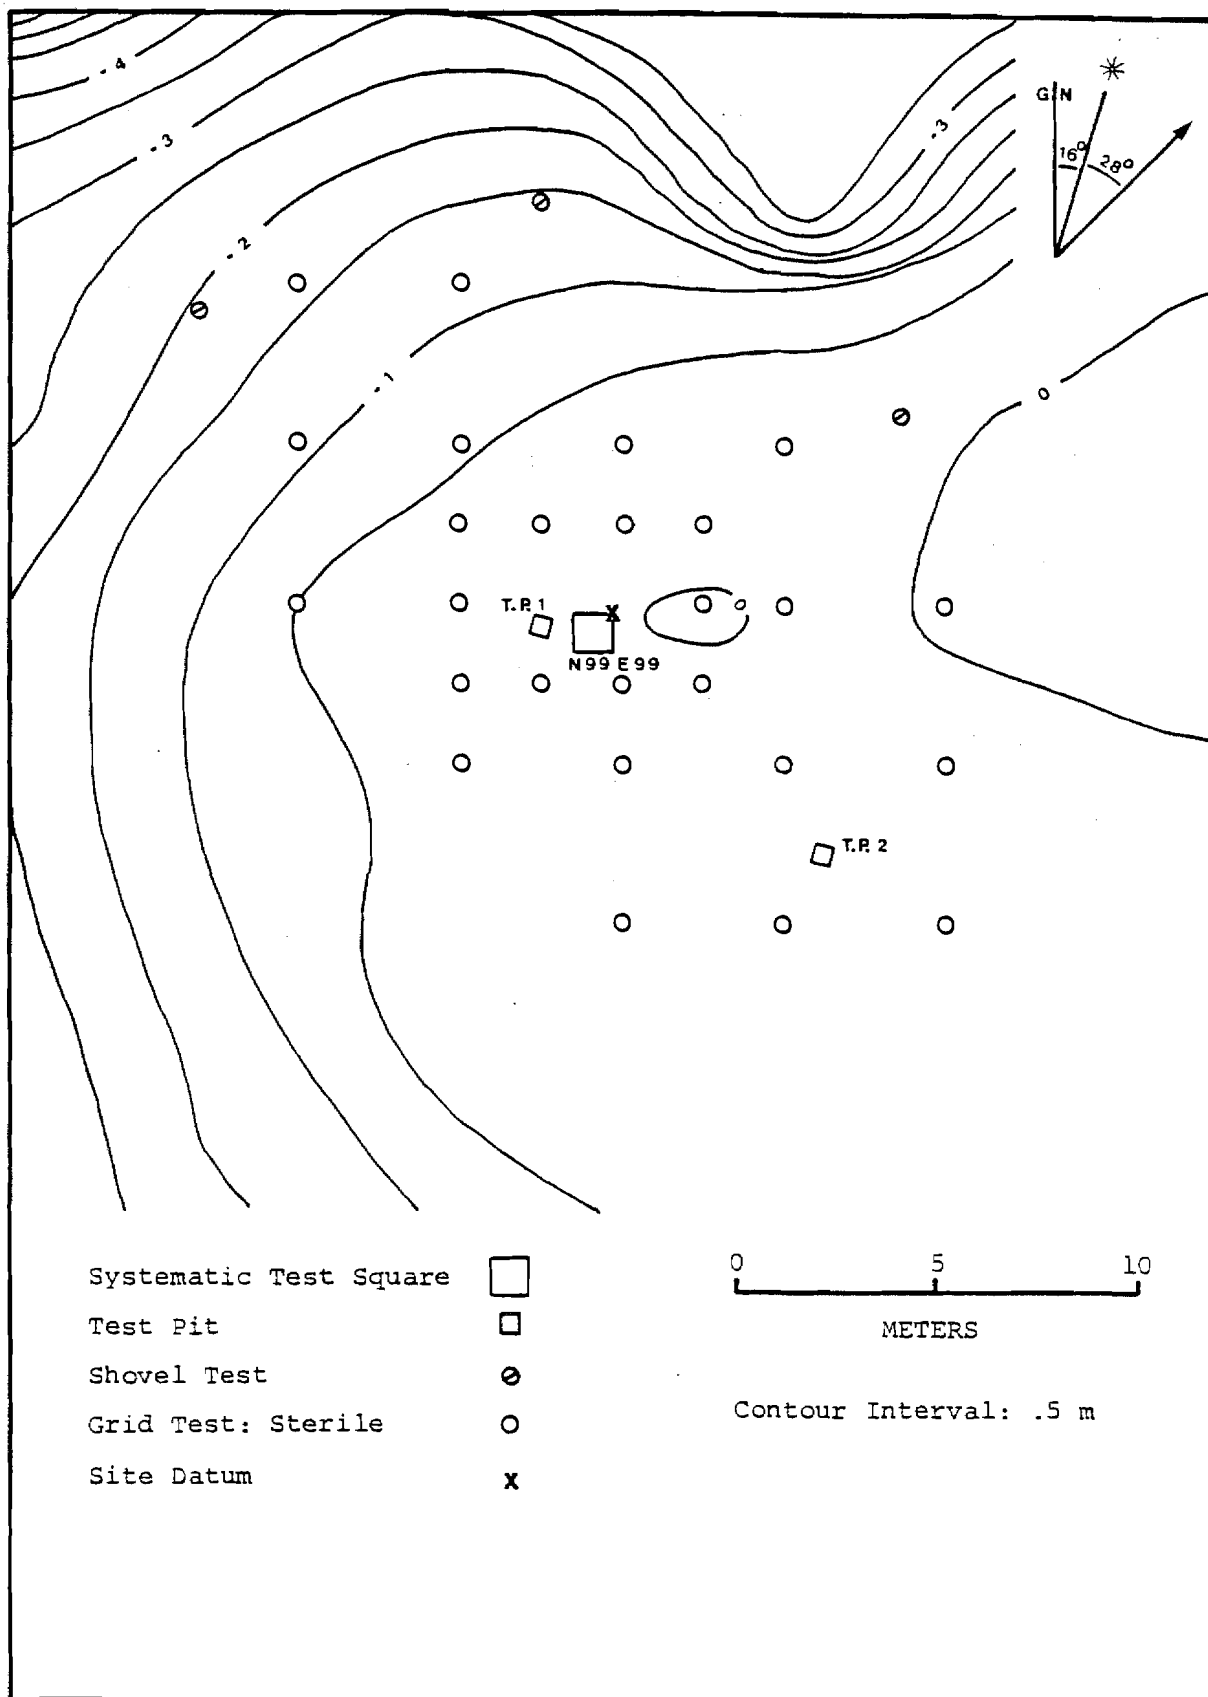 - 4
- 3
- 3
G N
16°
28°
- 2
- 1
0
T.P. 1
X
0
N99 E99
T.P. 2
Systematic Test Square
Test Pit
Shovel Test
Grid Test: Sterile
Site Datum x
0 5 10
METERS
Contour Interval: .5 m